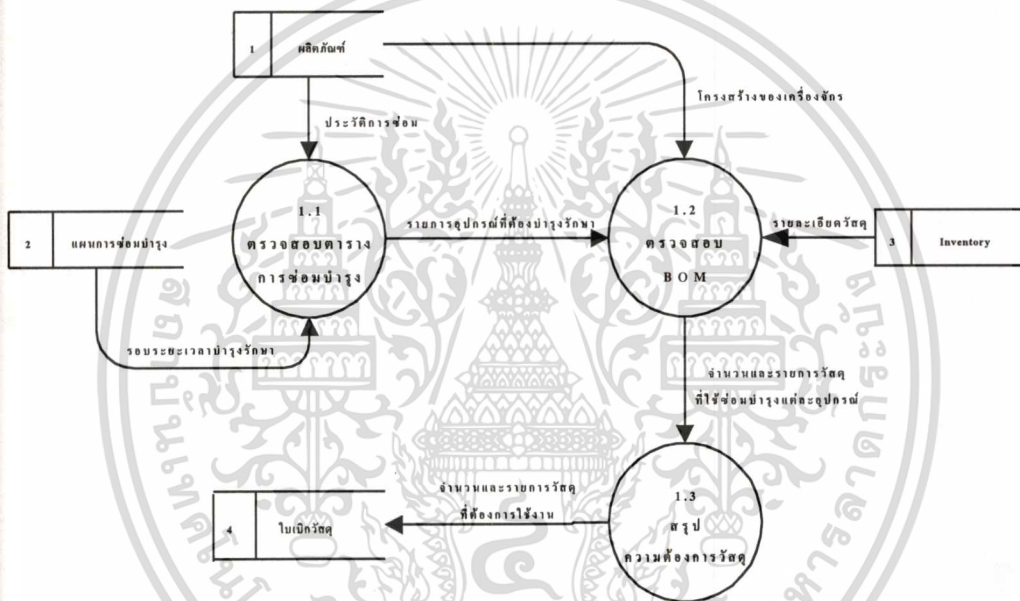 1 ผลิตภัณฑ์
โครงสร้างของเครื่องจักร
ประวัติการซ่อม
1.1
ตรวจสอบตาราง
การซ่อมบำรุง
รายการอุปกรณ์ที่ต้องบำรุงรักษา
1.2
ตรวจสอบ
BOM
รายละเอียดวัสดุ
3 Inventory
2 แผนการซ่อมบำรุง
รอบระยะเวลาบำรุงรักษา
จำนวนและรายการวัสดุ
ที่ใช้ซ่อมบำรุงแต่ละอุปกรณ์
1.3
สรุป
ความต้องการวัสดุ
จำนวนและรายการวัสดุ
ที่ต้องการใช้งาน
4 ใบเบิกวัสดุ